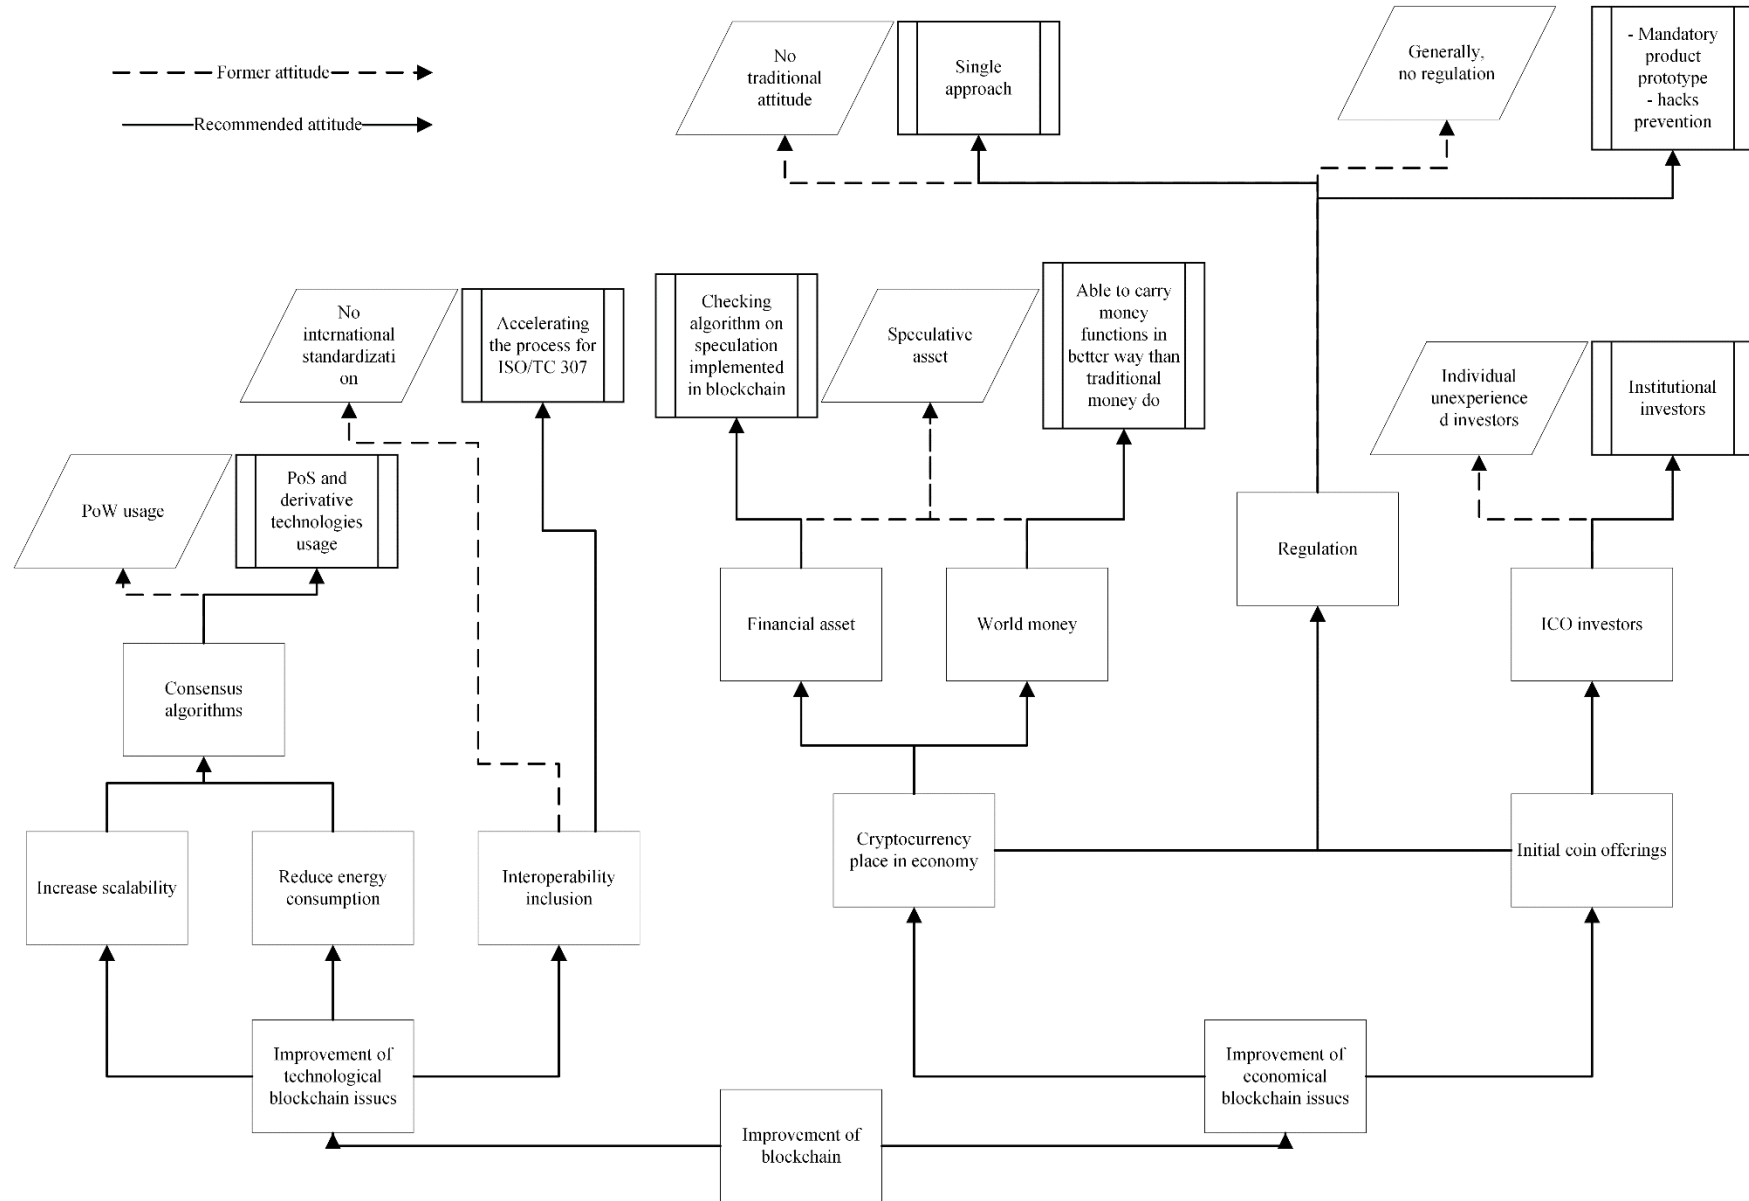 Former attitude
Recommended attitude
No
traditional
attitude
Single
approach
Generally,
no regulation
- Mandatory
product
prototype
- hacks
prevention
No
international
standardizati
on
Accelerating
the process for
ISO/TC 307
Checking
algorithm on
speculation
implemented
in blockchain
Speculative
asset
Able to carry
money
functions in
better way than
traditional
money do
Individual
unexperience
d investors
Institutional
investors
PoW usage
PoS and
derivative
technologies
usage
Regulation
Financial asset
World money
ICO investors
Consensus
algorithms
Increase scalability
Reduce energy
consumption
Interoperability
inclusion
Cryptocurrency
place in economy
Initial coin offerings
Improvement of
technological
blockchain issues
Improvement of
economical
blockchain issues
Improvement of
blockchain